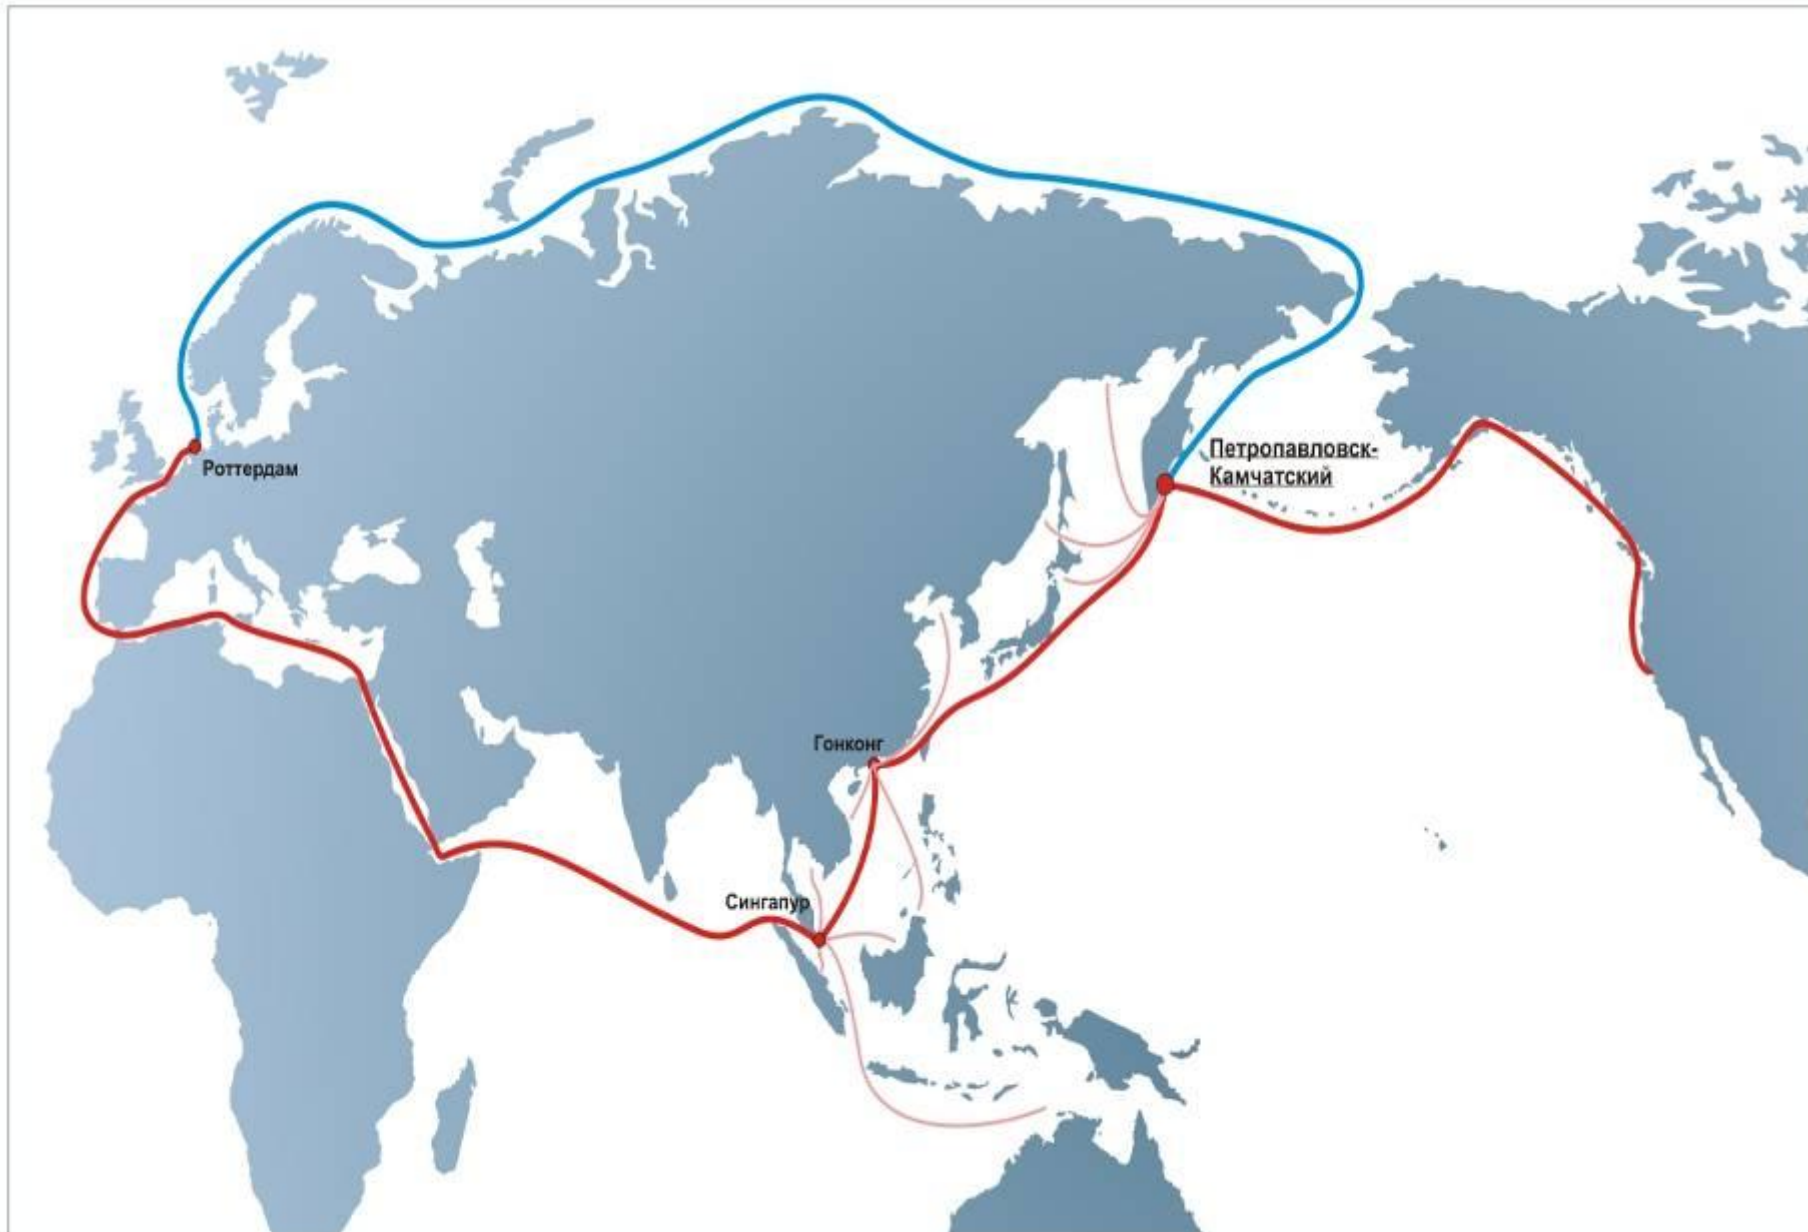 Петропавловск-
Камчатский
Роттердам
Гонконг
Сингапур